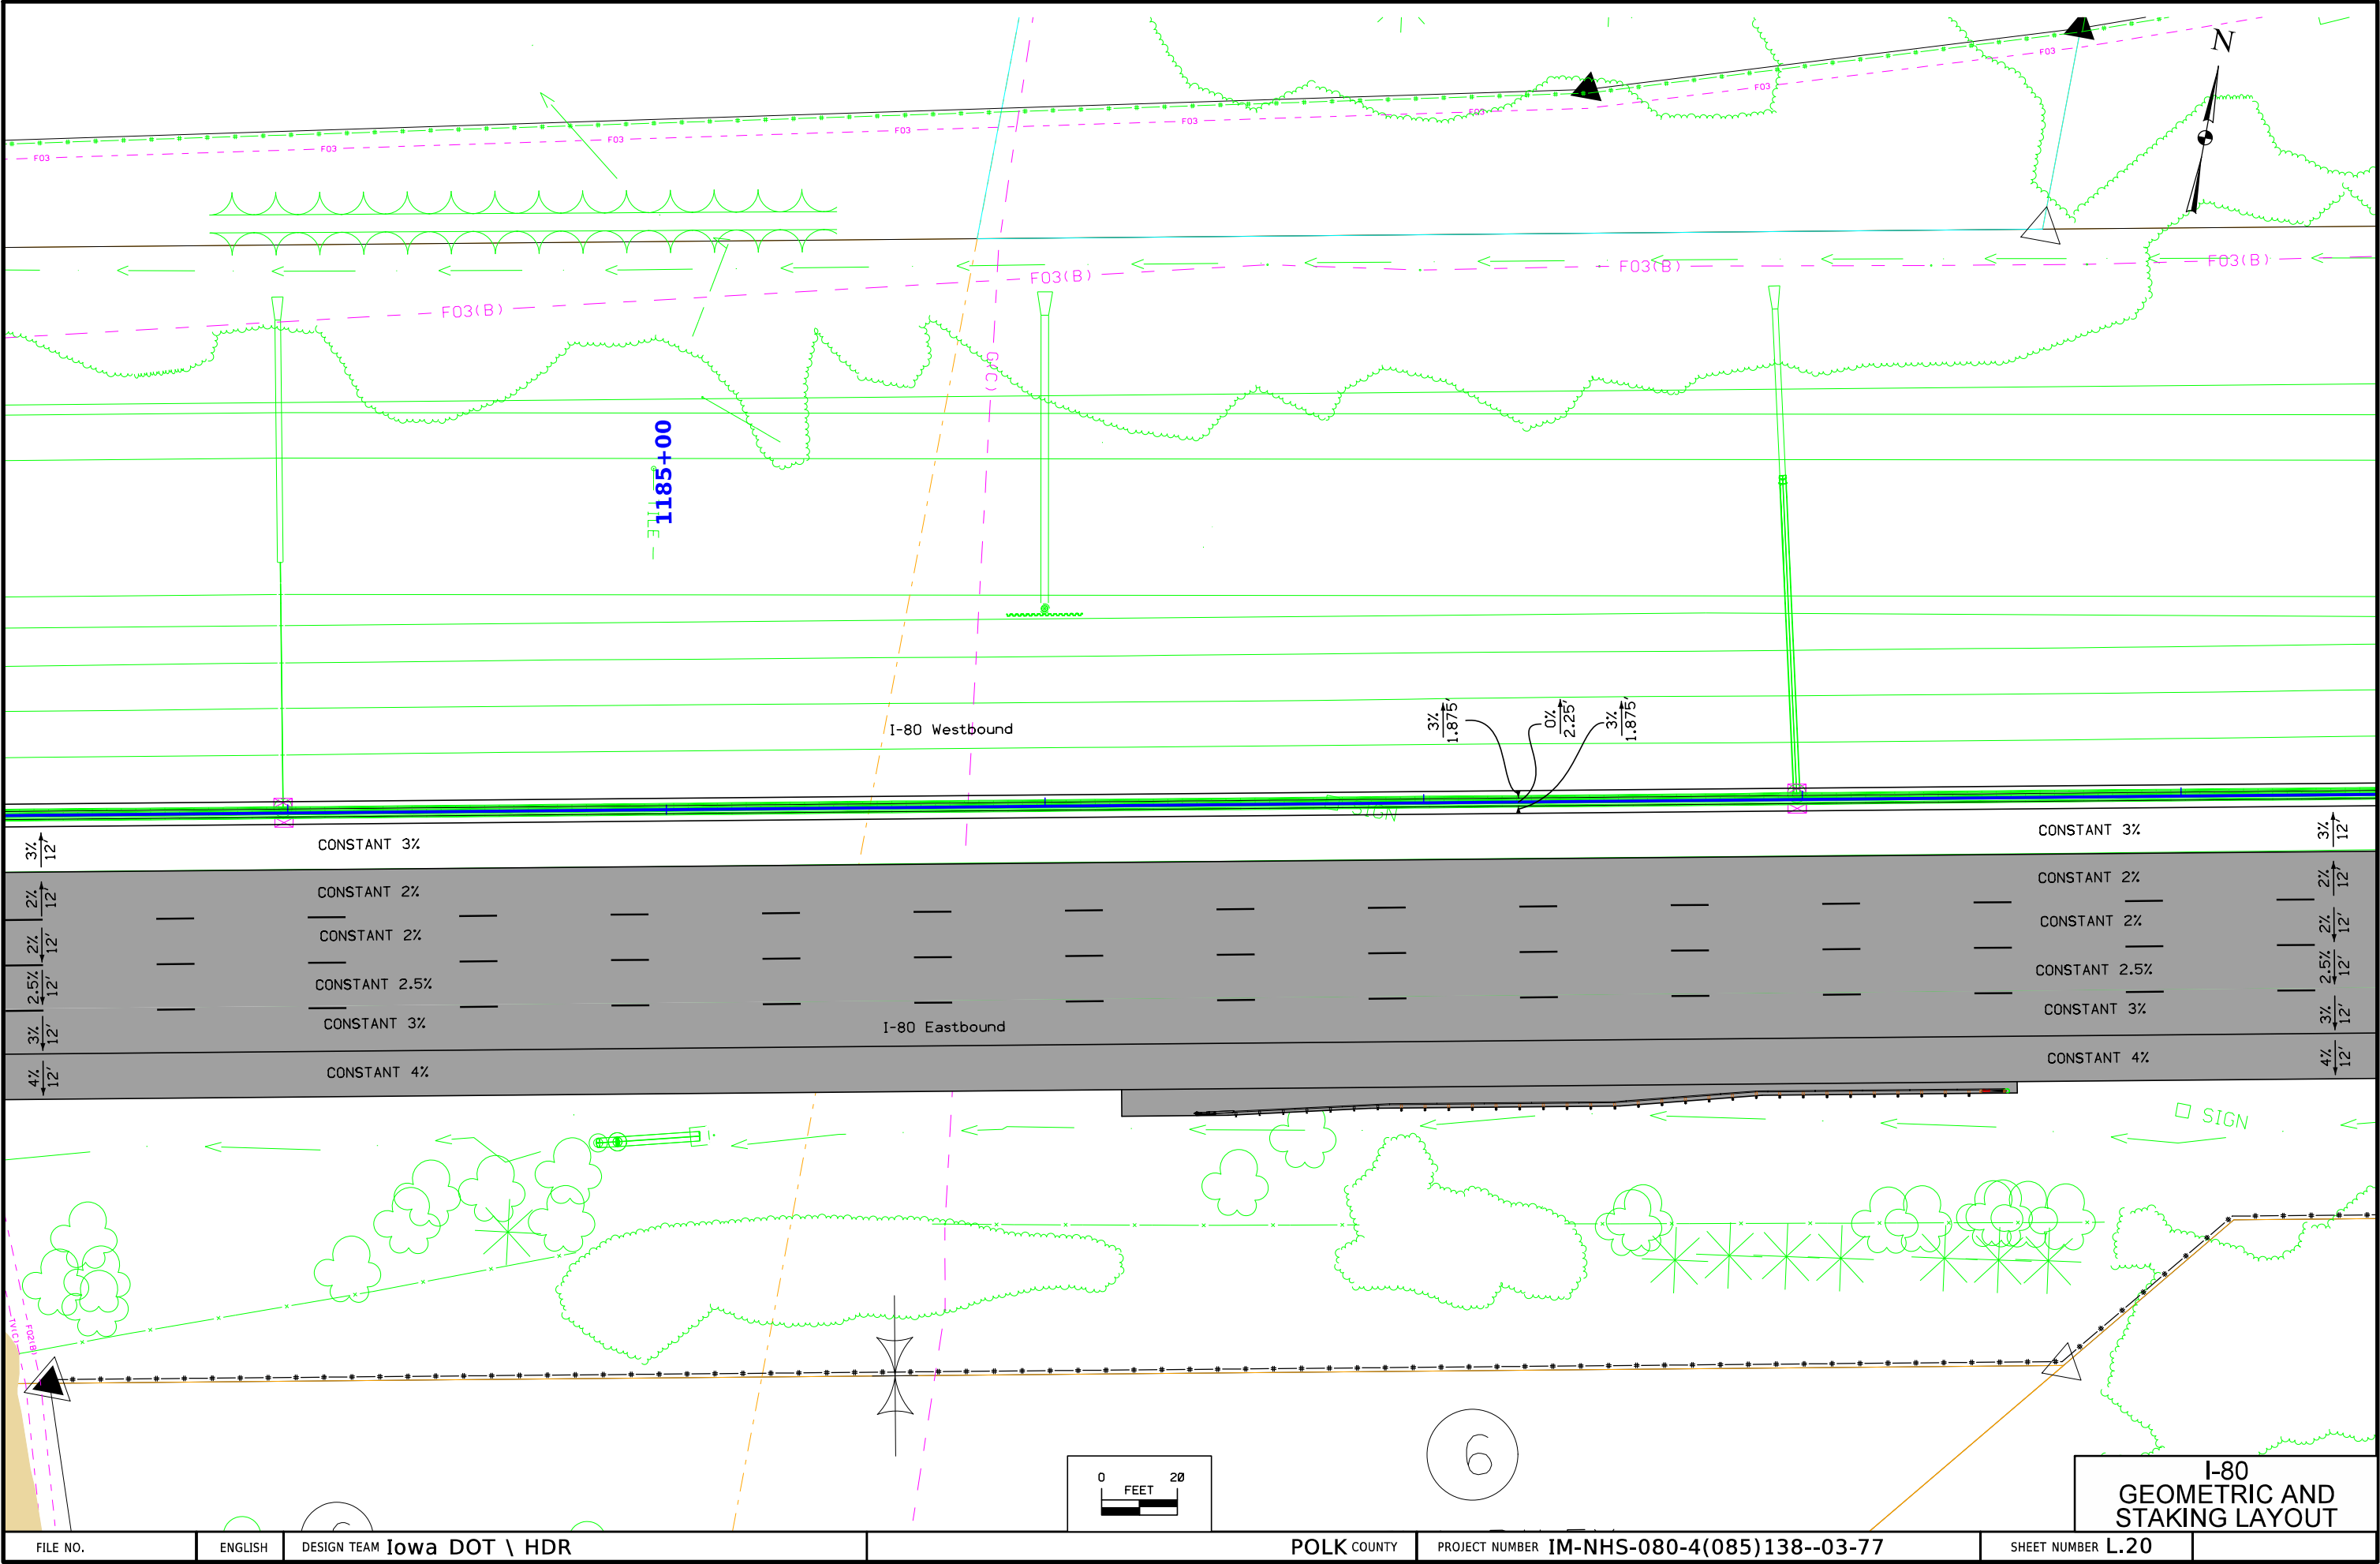 N
F03
F03
F03
F03
F03
F03
F03
F03
F03(B)
F03(B)
F03(B)
F03(B)
G(C)
1185+00
I-80 Westbound
3%
1.875'
0%
2.25'
3%
1.875'
SIGN
3%
12'
CONSTANT 3%
CONSTANT 3%
3%
12'
2%
12'
CONSTANT 2%
CONSTANT 2%
2%
12'
2%
12'
CONSTANT 2%
CONSTANT 2%
2%
12'
2.5%
12'
CONSTANT 2.5%
CONSTANT 2.5%
2.5%
12'
3%
12'
CONSTANT 3%
I-80 Eastbound
CONSTANT 3%
3%
12'
4%
12'
CONSTANT 4%
CONSTANT 4%
4%
12'
SIGN
TV(C)
F02(B)
6
0 20
FEET
I-80
GEOMETRIC AND
STAKING LAYOUT
FILE NO.
ENGLISH
DESIGN TEAM Iowa DOT \ HDR
POLK COUNTY
PROJECT NUMBER IM-NHS-080-4(085)138--03-77
SHEET NUMBER L.20